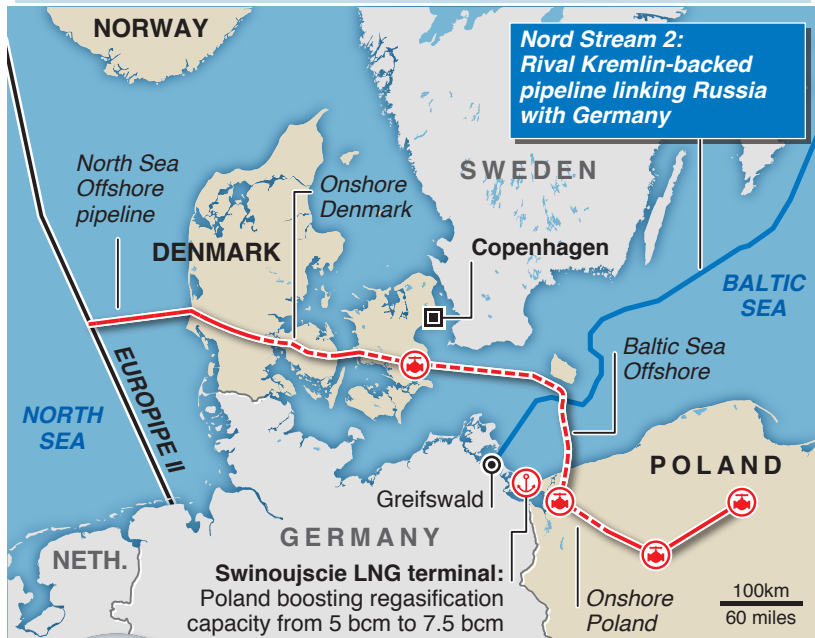 NORWAY
Nord Stream 2:
Rival Kremlin-backed
pipeline linking Russia
with Germany
North Sea
Offshore
pipeline
Onshore
Denmark
SWEDEN
DENMARK
Copenhagen
BALTIC
SEA
EUROPIPE II
Baltic Sea
Offshore
NORTH
SEA
POLAND
Greifswald
GERMANY
NETH.
Swinoujscie LNG terminal:
Poland boosting regasification
capacity from 5 bcm to 7.5 bcm
Onshore
Poland
100km
60 miles